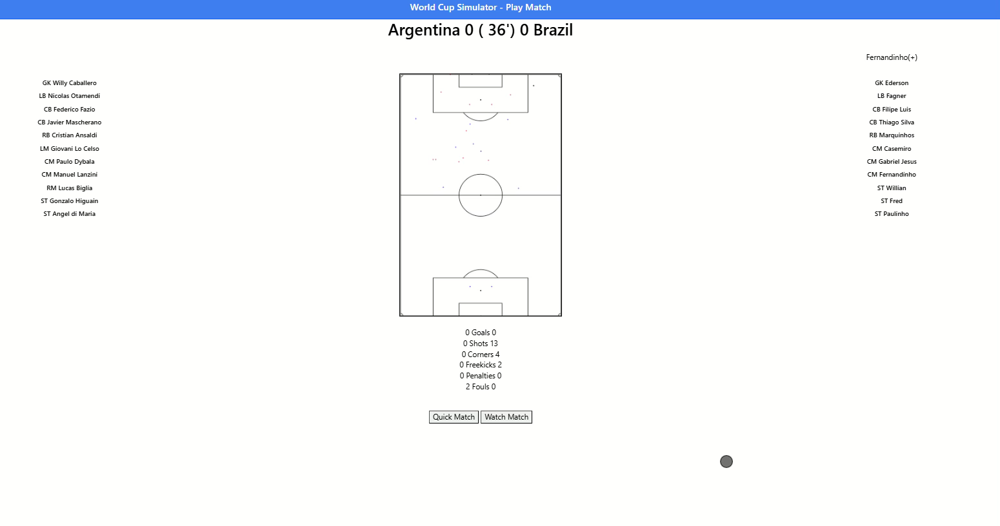 World Cup Simulator - Play Match
Argentina 0 ( 36') 0 Brazil
Fernandinho(+)
GK Willy Caballero
LB Nicolas Otamendi
CB Federico Fazio
CB Javier Mascherano
RB Cristian Ansaldi
LM Giovani Lo Celso
CM Paulo Dybala
CM Manuel Lanzini
RM Lucas Biglia
ST Gonzalo Higuain
ST Angel di Maria
GK Ederson
LB Fagner
CB Filipe Luis
CB Thiago Silva
RB Marquinhos
CM Casemiro
CM Gabriel Jesus
CM Fernandinho
ST Willian
ST Fred
ST Paulinho
0 Goals 0
0 Shots 13
0 Corners 4
0 Freekicks 2
0 Penalties 0
2 Fouls 0
Quick Match
Watch Match